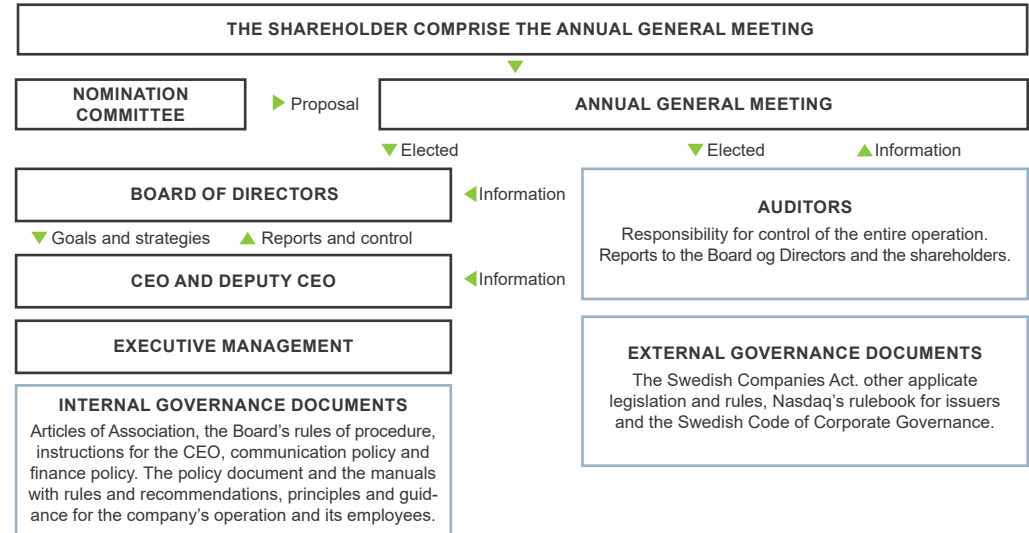 THE SHAREHOLDER COMPRISE THE ANNUAL GENERAL MEETING
NOMINATION
COMMITTEE
Proposal
ANNUAL GENERAL MEETING
Elected
Elected
Information
BOARD OF DIRECTORS
Information
Goals and strategies
Reports and control
CEO AND DEPUTY CEO
Information
EXECUTIVE MANAGEMENT
INTERNAL GOVERNANCE DOCUMENTS
Articles of Association, the Board's rules of procedure,
instructions for the CEO, communication policy and
finance policy. The policy document and the manuals
with rules and recommendations, principles and guid-
ance for the company's operation and its employees.
AUDITORS
Responsibility for control of the entire operation.
Reports to the Board og Directors and the shareholders.
EXTERNAL GOVERNANCE DOCUMENTS
The Swedish Companies Act. other applicate
legislation and rules, Nasdaq's rulebook for issuers
and the Swedish Code of Corporate Governance.